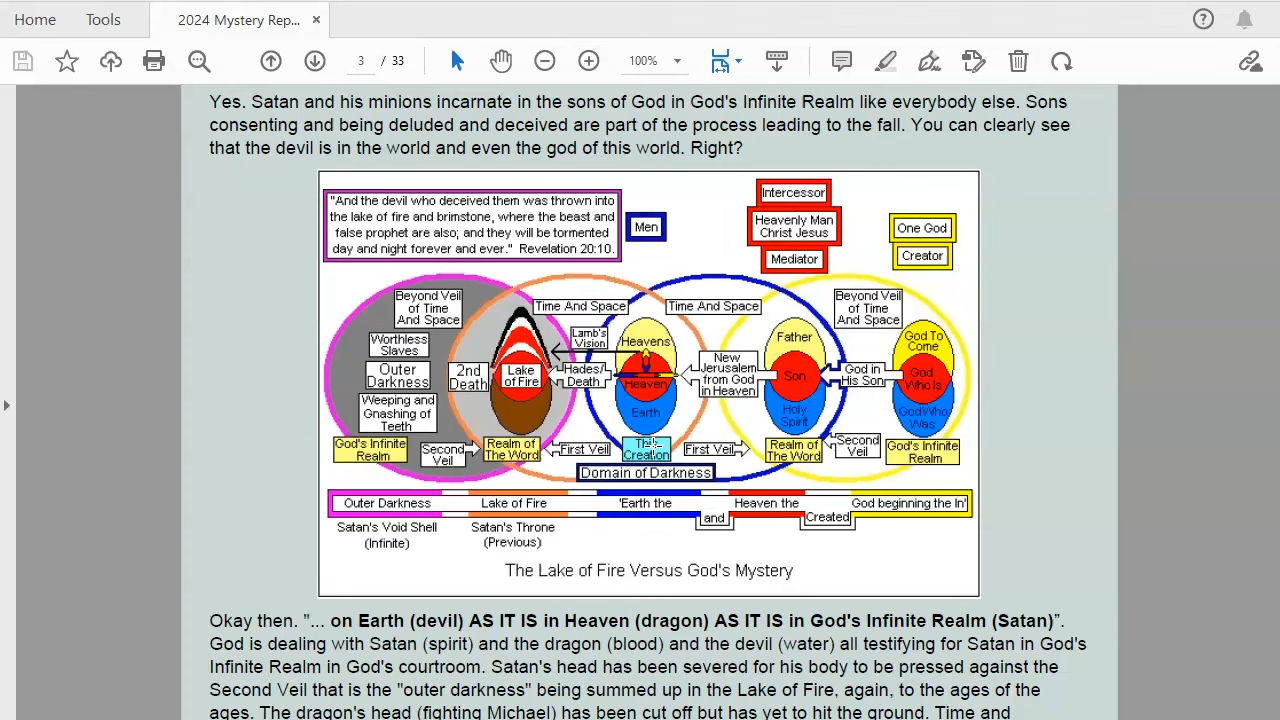 Home
Tools
2024 Mystery Rep...
3 / 33
100%
Yes. Satan and his minions incarnate in the sons of God in God's Infinite Realm like everybody else. Sons
consenting and being deluded and deceived are part of the process leading to the fall. You can clearly see
that the devil is in the world and even the god of this world. Right?
"And the devil who deceived them was thrown into
the lake of fire and brimstone, where the beast and
false prophet are also; and they will be tormented
day and night forever and ever." Revelation 20:10.
Men
Intercessor
Heavenly Man
Christ Jesus
Mediator
One God
Creator
Beyond Veil
of Time
And Space
Time And Space
Time And Space
Beyond Veil
of Time
And Space
Worthless
Slaves
Outer
Darkness
Weeping and
Gnashing of
Teeth
God's Infinite
Realm
2nd
Death
Lake
of Fire
Second
Veil
Realm of
The Word
Lamb's
Vision
Hades/
Death
First Veil
Heavens
Heaven
Earth
The
Creation
New
Jerusalem
from God
in Heaven
First Veil
Father
Son
Holy
Spirit
Realm of
The Word
God in
His Son
Second
Veil
God To
Come
God
Who Is
God Who
Was
God's Infinite
Realm
Domain of Darkness
Outer Darkness
Lake of Fire
'Earth the
and
Heaven the
Created
God beginning the In'
Satan's Void Shell
(Infinite)
Satan's Throne
(Previous)
The Lake of Fire Versus God's Mystery
Okay then. "... on Earth (devil) AS IT IS in Heaven (dragon) AS IT IS in God's Infinite Realm (Satan)".
God is dealing with Satan (spirit) and the dragon (blood) and the devil (water) all testifying for Satan in God's
Infinite Realm in God's courtroom. Satan's head has been severed for his body to be pressed against the
Second Veil that is the "outer darkness" being summed up in the Lake of Fire, again, to the ages of the
ages. The dragon's head (fighting Michael) has been cut off but has yet to hit the ground. Time and